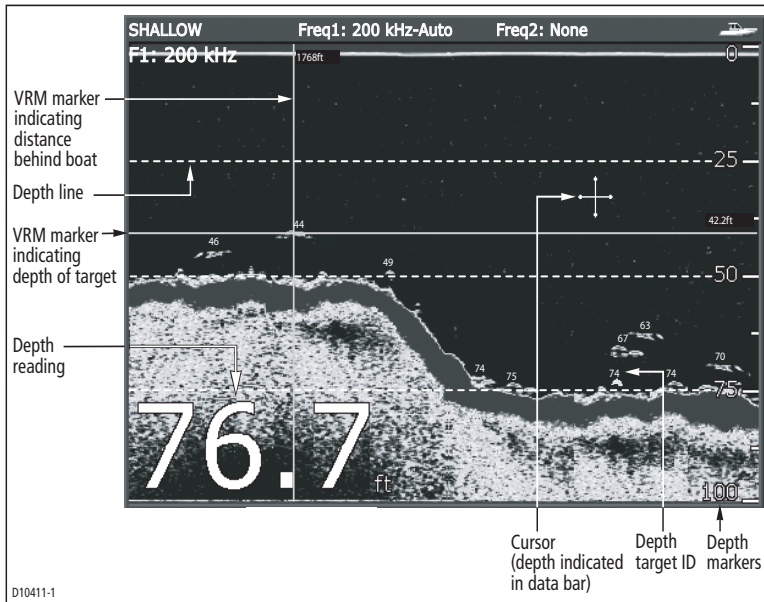 SHALLOW Freq1: 200 kHz-Auto Freq2: None
F1: 200 kHz
1768ft
0
VRM marker
indicating
distance
behind boat
25
Depth line
42.2ft
VRM marker
indicating
depth of target
44
46
49
50
Depth
reading
63
67
70
74
75
74
74
75
76.7 ft
100
Cursor
(depth indicated
in data bar)
Depth
target ID
Depth
markers
D10411-1